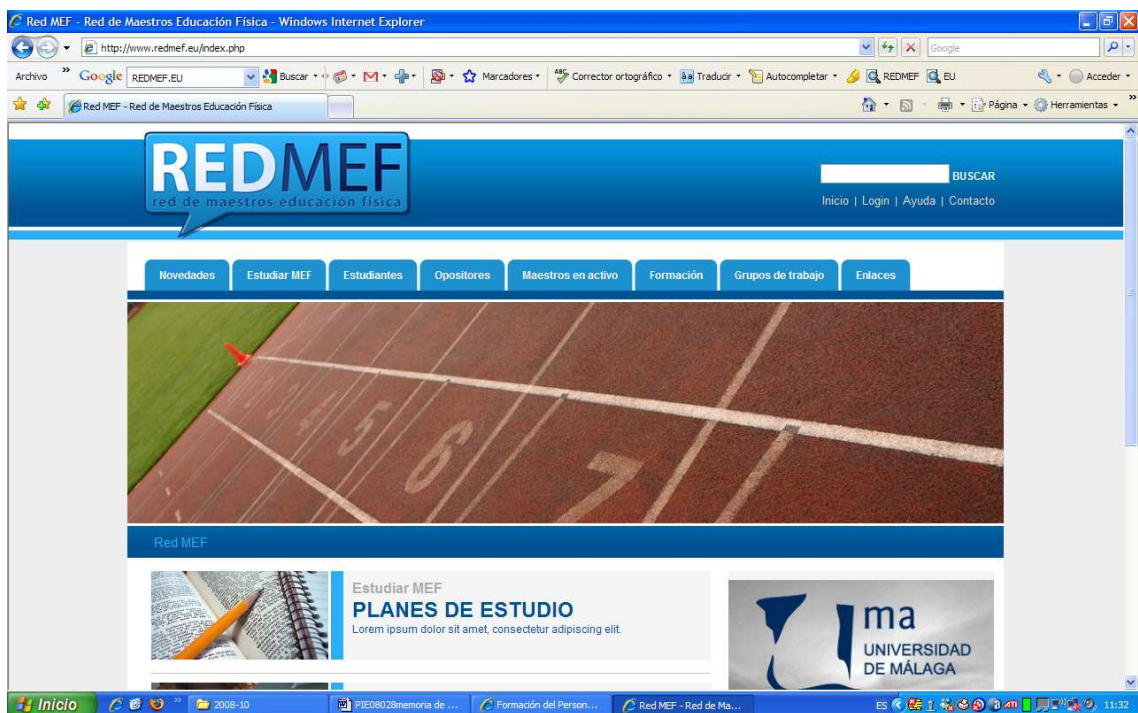 Red MEF - Red de Maestros Educación Física - Windows Internet Explorer
http://www.redmef.eu/index.php
Google
Archivo » Google REDMEF.EU Buscar Marcadores ABC Corrector ortográfico Traducir Autocompletar REDMEF EU Acceder
Red MEF - Red de Maestros Educación Física Página Herramientas »
REDMEF
red de maestros educación física
BUSCAR
Inicio | Login | Ayuda | Contacto
Novedades Estudiar MEF Estudiantes Opositores Maestros en activo Formación Grupos de trabajo Enlaces
4 5 6 7
Red MEF
Estudiar MEF
PLANES DE ESTUDIO
Lorem ipsum dolor sit amet, consectetur adipiscing elit.
uma
UNIVERSIDAD
DE MÁLAGA
Inicio » 2008-10 PIE08028memoria de ... Formación del Person... Red MEF - Red de Ma... ES 11:32